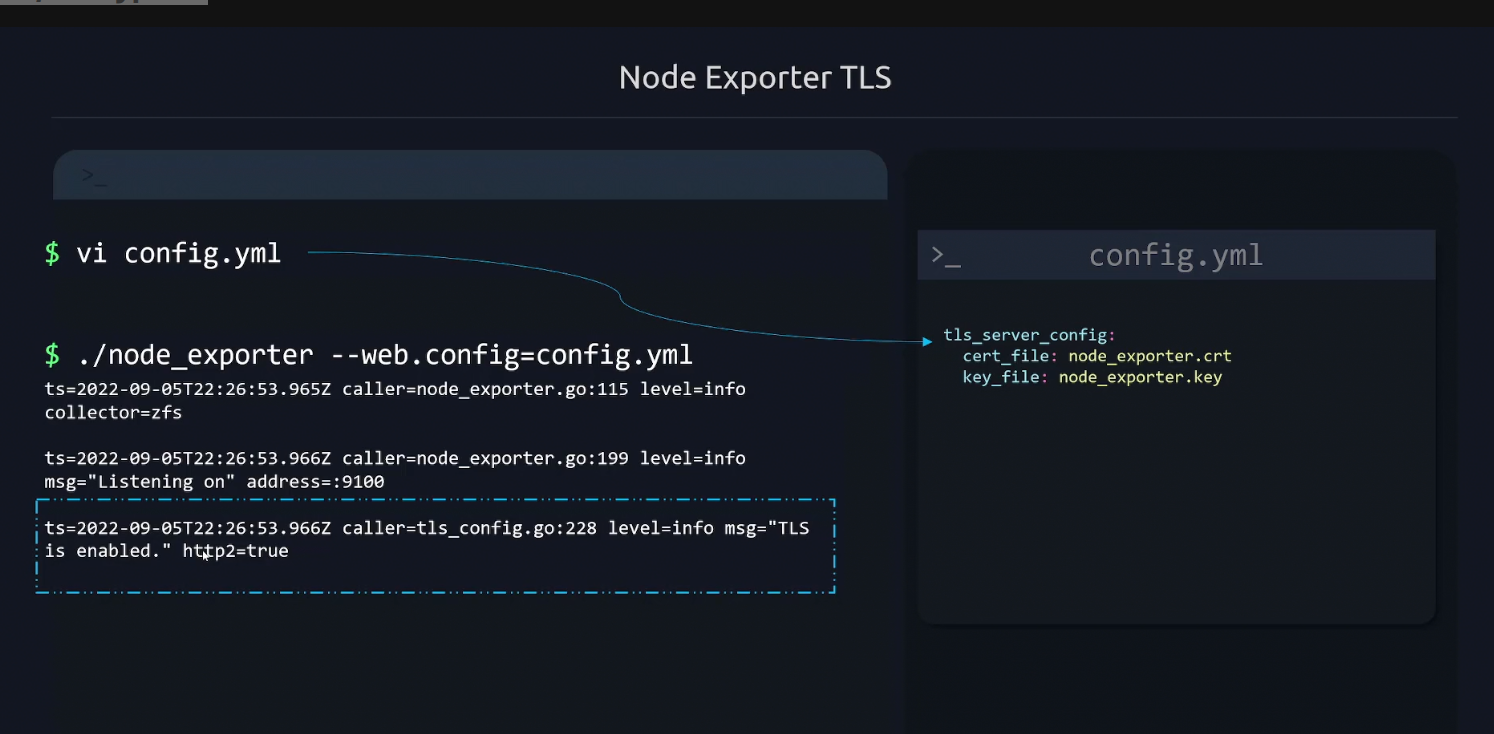 Node Exporter TLS
>_
$ vi config.yml
$ ./node_exporter --web.config=config.yml
ts=2022-09-05T22:26:53.965Z caller=node_exporter.go:115 level=info
collector=zfs
ts=2022-09-05T22:26:53.966Z caller=node_exporter.go:199 level=info
msg="Listening on" address=:9100
ts=2022-09-05T22:26:53.966Z caller=tls_config.go:228 level=info msg="TLS
is enabled." http2=true
>_ config.yml
tls_server_config:
cert_file: node_exporter.crt
key_file: node_exporter.key